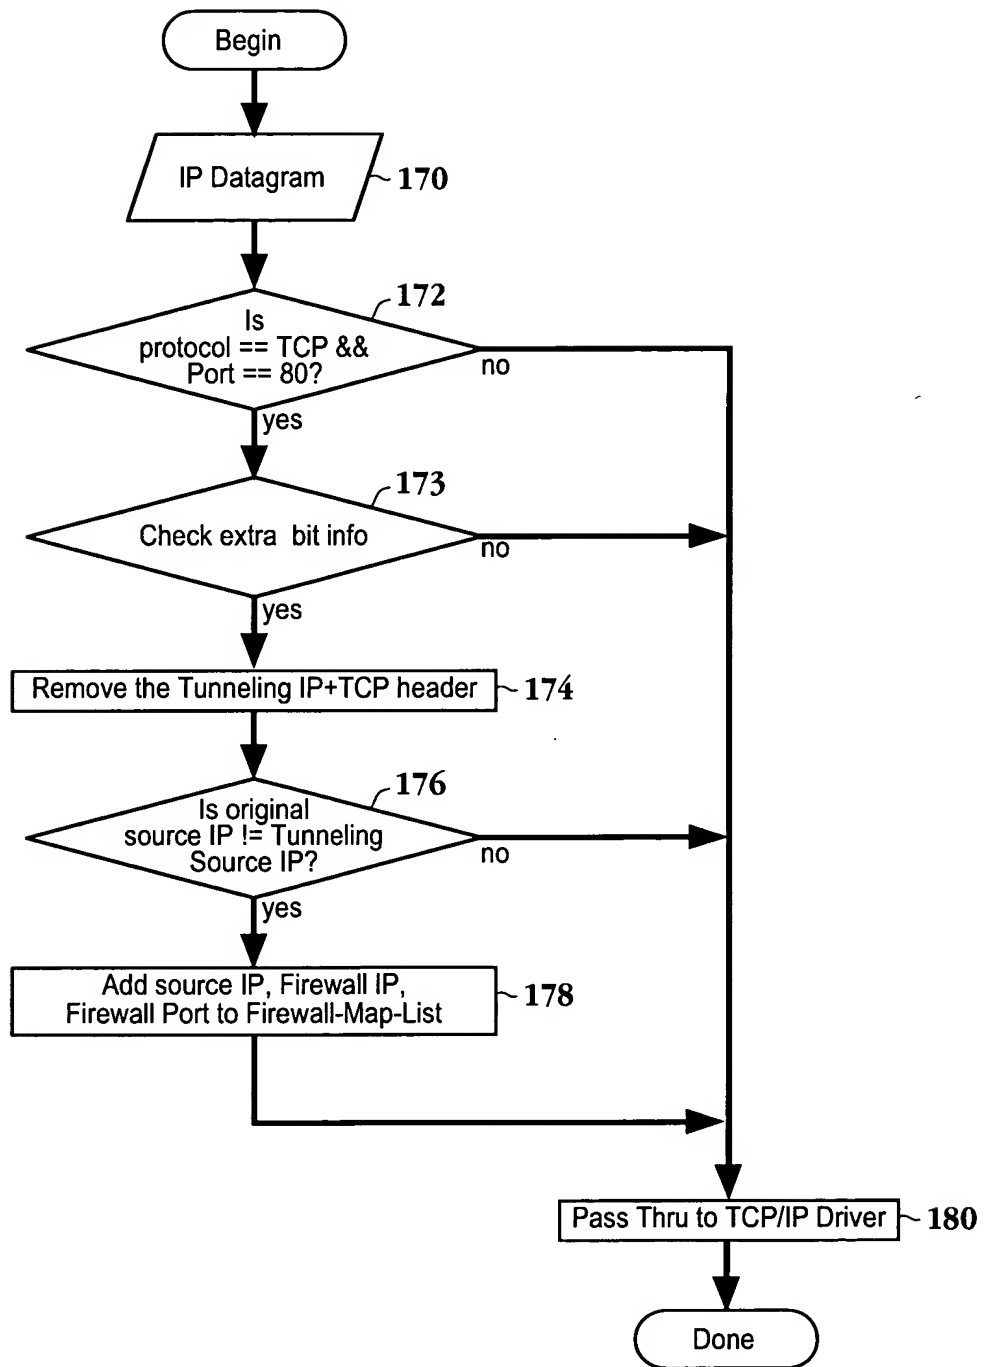 Begin
IP Datagram
170
172
Is
protocol == TCP &&
Port == 80?
no
yes
173
Check extra bit info
no
yes
Remove the Tunneling IP+TCP header
174
176
Is original
source IP != Tunneling
Source IP?
no
yes
Add source IP, Firewall IP,
Firewall Port to Firewall-Map-List
178
Pass Thru to TCP/IP Driver
180
Done